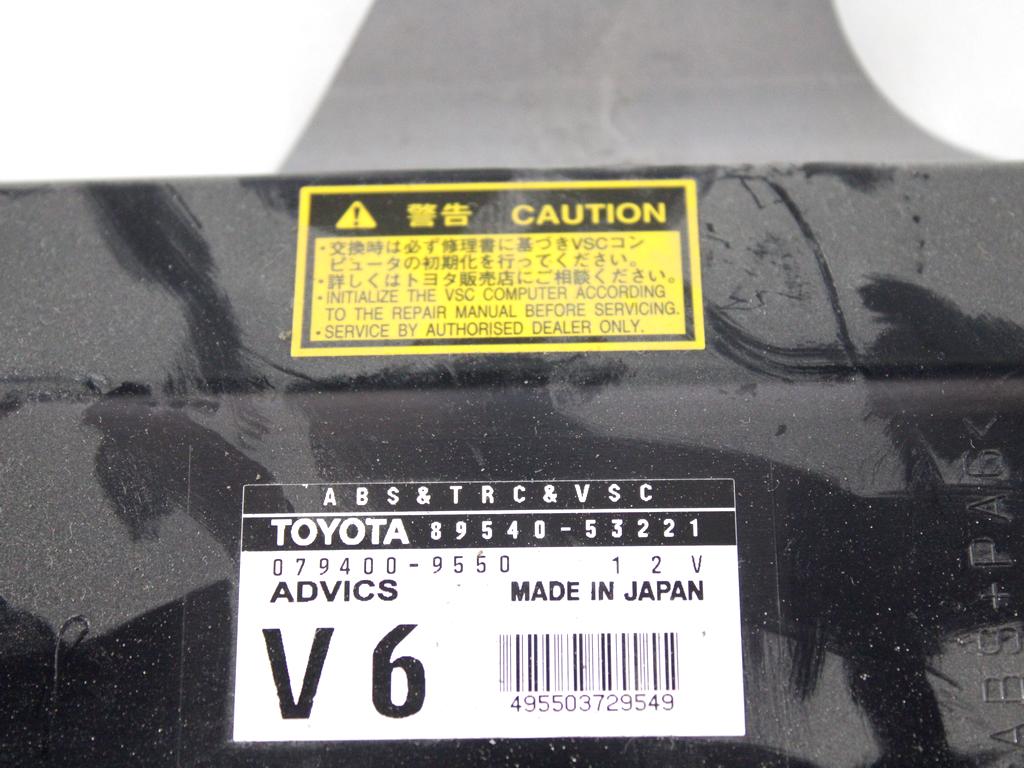 警告 CAUTION
・交換時は必ず修理書に基づきVSCコン
ピュータの初期化を行ってください。
・詳しくはトヨタ販売店にご相談ください。
・INITIALIZE THE VSC COMPUTER ACCORDING
TO THE REPAIR MANUAL BEFORE SERVICING.
・SERVICE BY AUTHORISED DEALER ONLY.
ABS&TRC&VSC
TOYOTA 89540-53221
079400-9550 12V
ADVICS MADE IN JAPAN
V6
495503729549
>ABS+PAG<